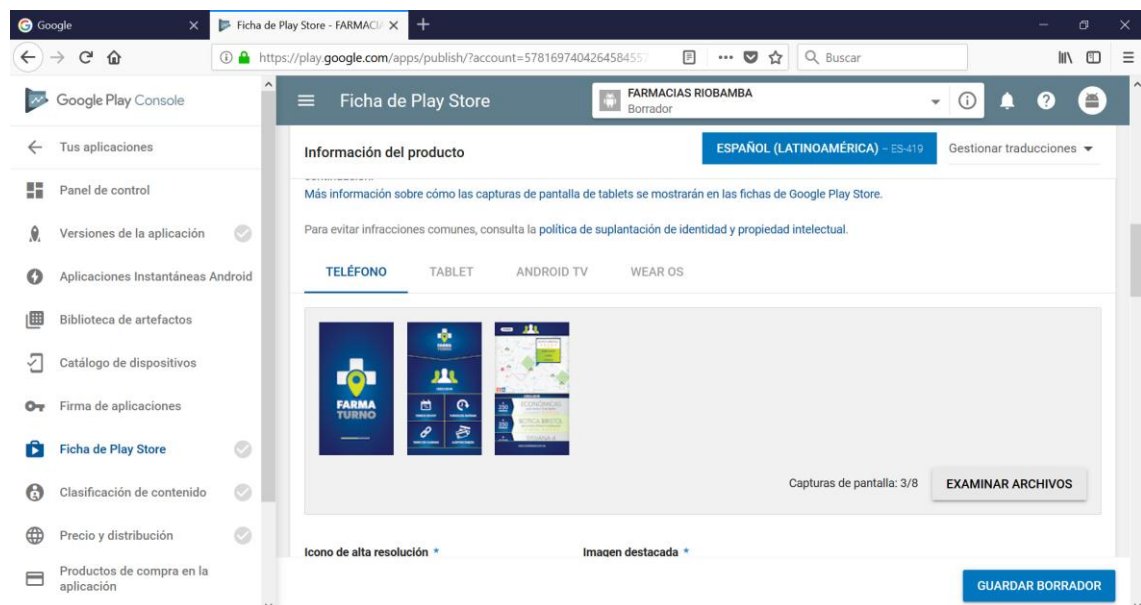 Google
Ficha de Play Store - FARMACI
https://play.google.com/apps/publish/?account=5781697404264584557
Buscar
Google Play Console
Ficha de Play Store
FARMACIAS RIOBAMBA
Borrador
Tus aplicaciones
Información del producto
ESPAÑOL (LATINOAMÉRICA) – ES-419
Gestionar traducciones
Panel de control
Más información sobre cómo las capturas de pantalla de tablets se mostrarán en las fichas de Google Play Store.
Versiones de la aplicación
Para evitar infracciones comunes, consulta la política de suplantación de identidad y propiedad intelectual.
Aplicaciones Instantáneas Android
TELÉFONO
TABLET
ANDROID TV
WEAR OS
Biblioteca de artefactos
Catálogo de dispositivos
Firma de aplicaciones
FARMA
TURNO
ECONOMICAS
BOTICA BRISTOL
Ficha de Play Store
Clasificación de contenido
Capturas de pantalla: 3/8
EXAMINAR ARCHIVOS
Precio y distribución
Icono de alta resolución *
Imagen destacada *
Productos de compra en la
aplicación
GUARDAR BORRADOR